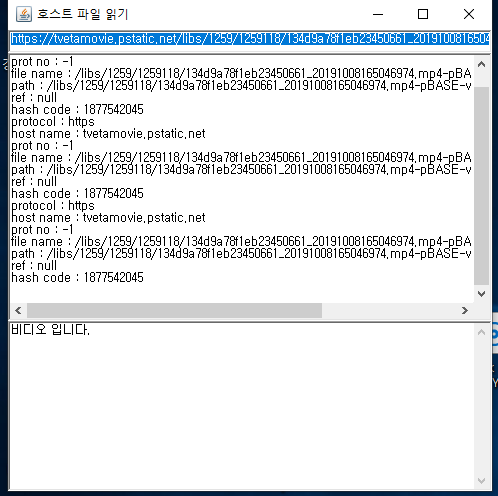 호스트 파일 읽기
https://tvetamovie.pstatic.net/libs/1259/1259118/134d9a78f1eb23450661_2019100816504
prot no : -1
file name : /libs/1259/1259118/134d9a78f1eb23450661_20191008165046974.mp4-pBA
path : /libs/1259/1259118/134d9a78f1eb23450661_20191008165046974.mp4-pBASE-v
ref : null
hash code : 1877542045
protocol : https
host name : tvetamovie.pstatic.net
prot no : -1
file name : /libs/1259/1259118/134d9a78f1eb23450661_20191008165046974.mp4-pBA
path : /libs/1259/1259118/134d9a78f1eb23450661_20191008165046974.mp4-pBASE-v
ref : null
hash code : 1877542045
protocol : https
host name : tvetamovie.pstatic.net
prot no : -1
file name : /libs/1259/1259118/134d9a78f1eb23450661_20191008165046974.mp4-pBA
path : /libs/1259/1259118/134d9a78f1eb23450661_20191008165046974.mp4-pBASE-v
ref : null
hash code : 1877542045
비디오 입니다.